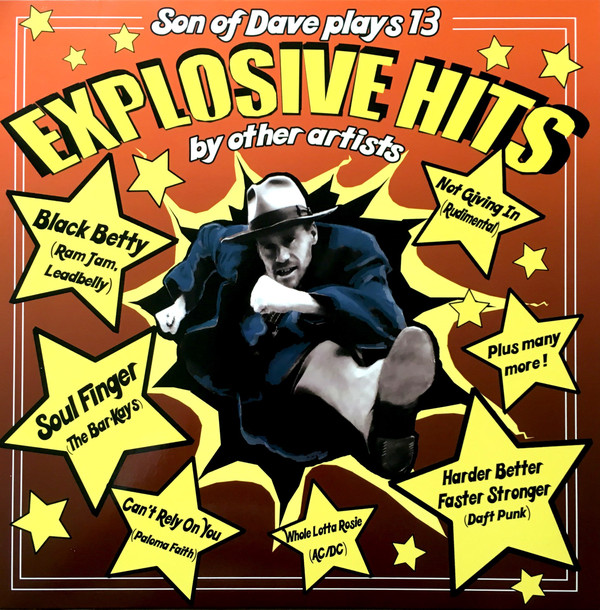 Son of Dave plays 13
EXPLOSIVE HITS
by other artists
Black Betty
(Ram Jam,
Leadbelly)
Not Giving In
(Rudimental)
Plus many
more!
Soul Finger
(The Bar-Kays)
Harder Better
Faster Stronger
(Daft Punk)
Can't Rely On You
(Paloma Faith)
Whole Lotta Rosie
(AC/DC)